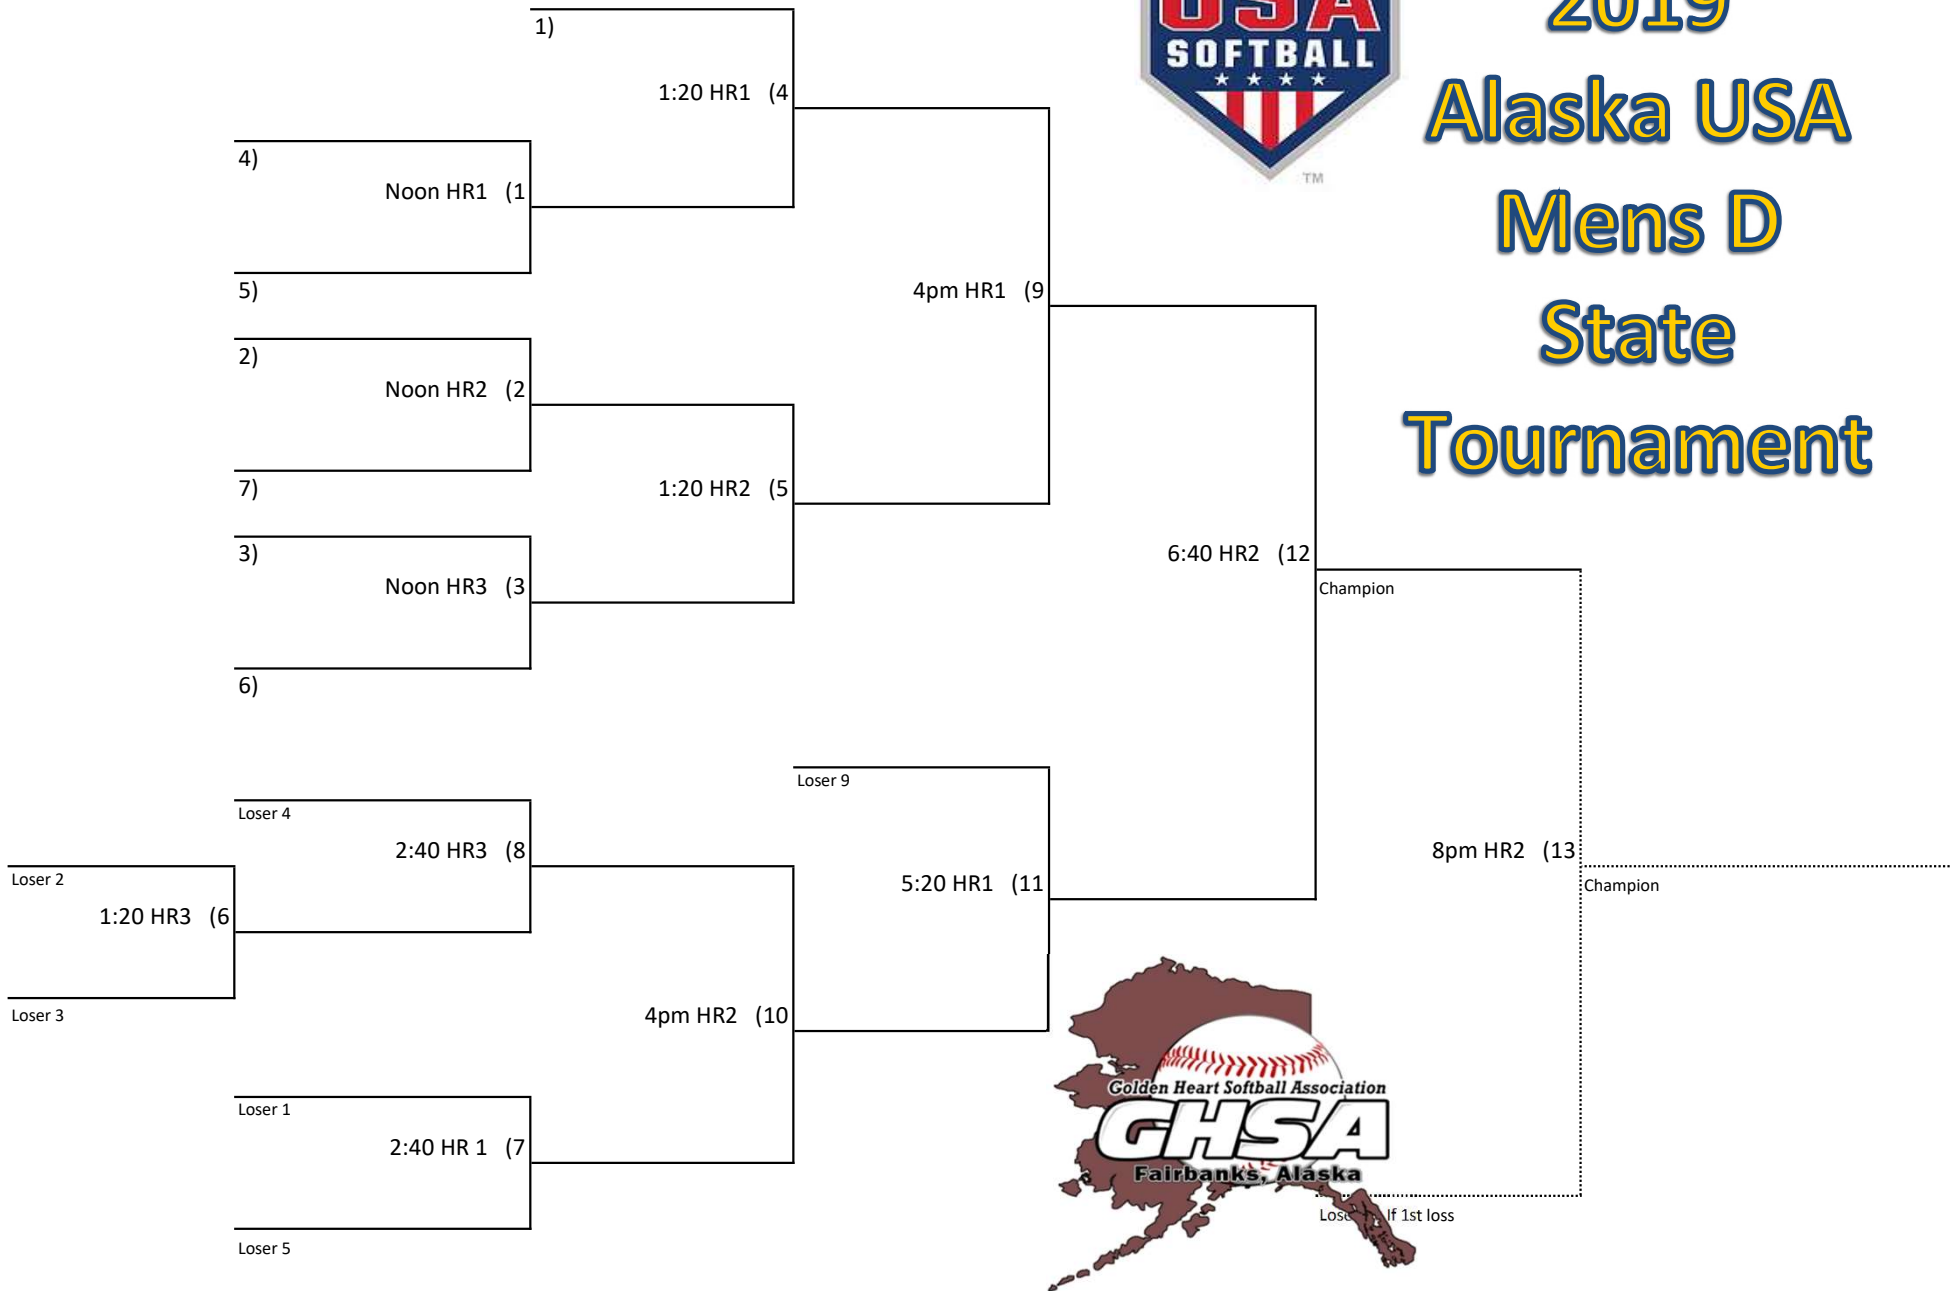 1)
1:20 HR1 (4
4)
Noon HR1 (1
5)
4pm HR1 (9
2)
Noon HR2 (2
7)
1:20 HR2 (5
3)
Noon HR3 (3
6)
6:40 HR2 (12
Champion
USA
SOFTBALL
TM
2019
Alaska USA
Mens D
State
Tournament
Loser 9
Loser 4
2:40 HR3 (8
Loser 2
1:20 HR3 (6
Loser 3
5:20 HR1 (11
8pm HR2 (13
Champion
4pm HR2 (10
Loser 1
2:40 HR 1 (7
Loser 5
Golden Heart Softball Association
GHSA
Fairbanks, Alaska
If 1st loss